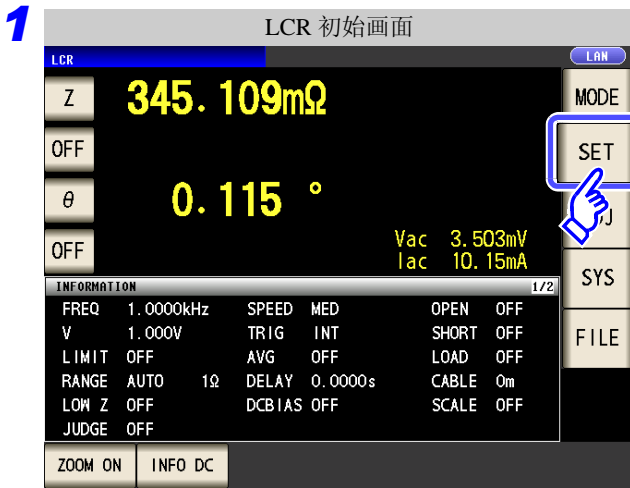 1
LCR 初始画面
LCR
LAN
Z
345.109mΩ
MODE
OFF
SET
θ
0.115 °
OFF
Vac 3.503mV
Iac 10.15mA
SYS
INFORMATION
1/2
FREQ 1.0000kHz SPEED MED OPEN OFF
V 1.000V TRIG INT SHORT OFF
FILE
LIMIT OFF AVG OFF LOAD OFF
RANGE AUTO 1Ω DELAY 0.0000s CABLE 0m
LOW Z OFF DCBIAS OFF SCALE OFF
JUDGE OFF
ZOOM ON INFO DC